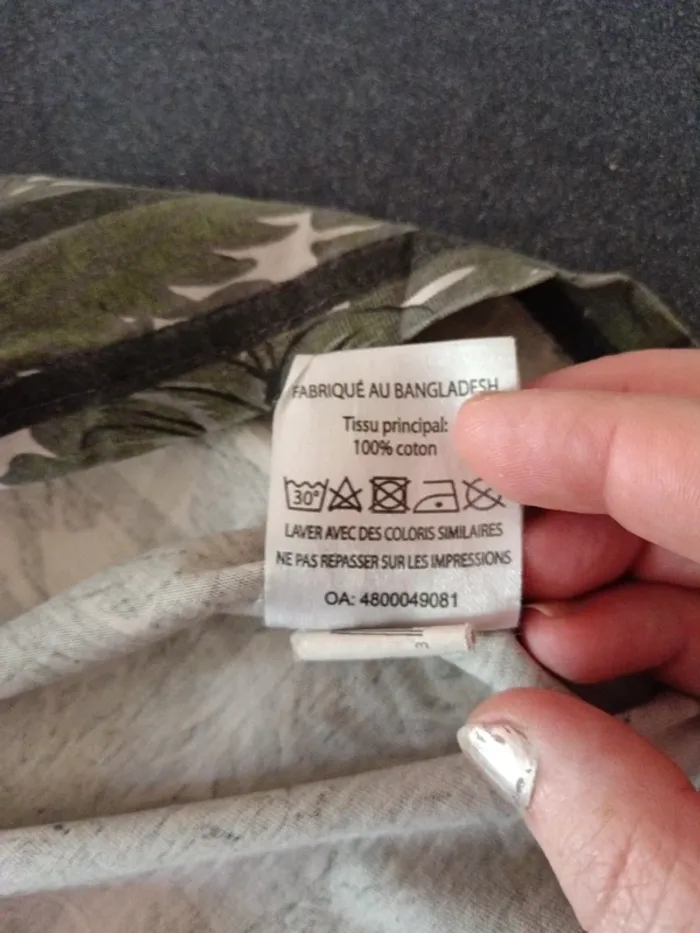 FABRIQUÉ AU BANGLADESH
Tissu principal:
100% coton
30°
LAVER AVEC DES COLORIS SIMILAIRES
NE PAS REPASSER SUR LES IMPRESSIONS
OA: 4800049081